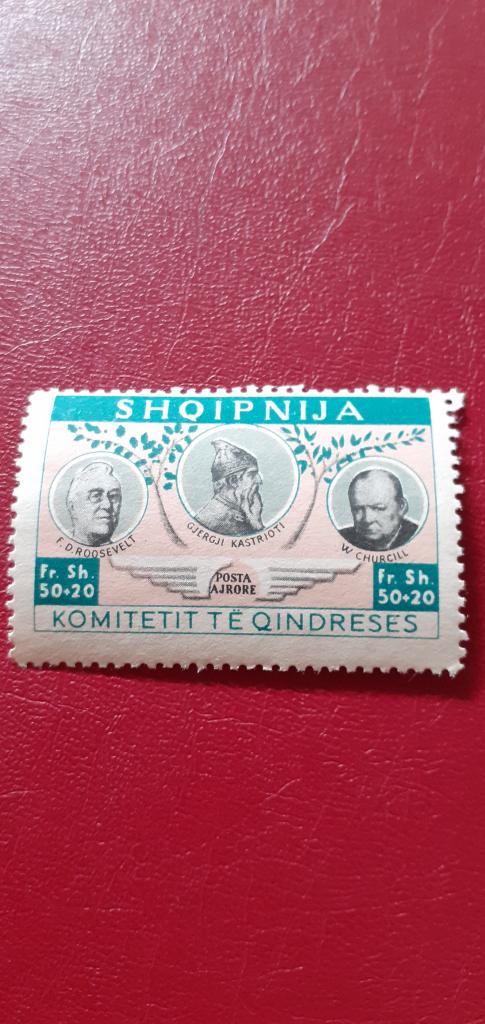 SHQIPNIJA
F.D.ROOSEVELT
GJERGJI KASTRIOTI
W CHURCILL
Fr. Sh.
50+20
POSTA
AJRORE
Fr. Sh.
50+20
KOMITETIT TË QINDRESES